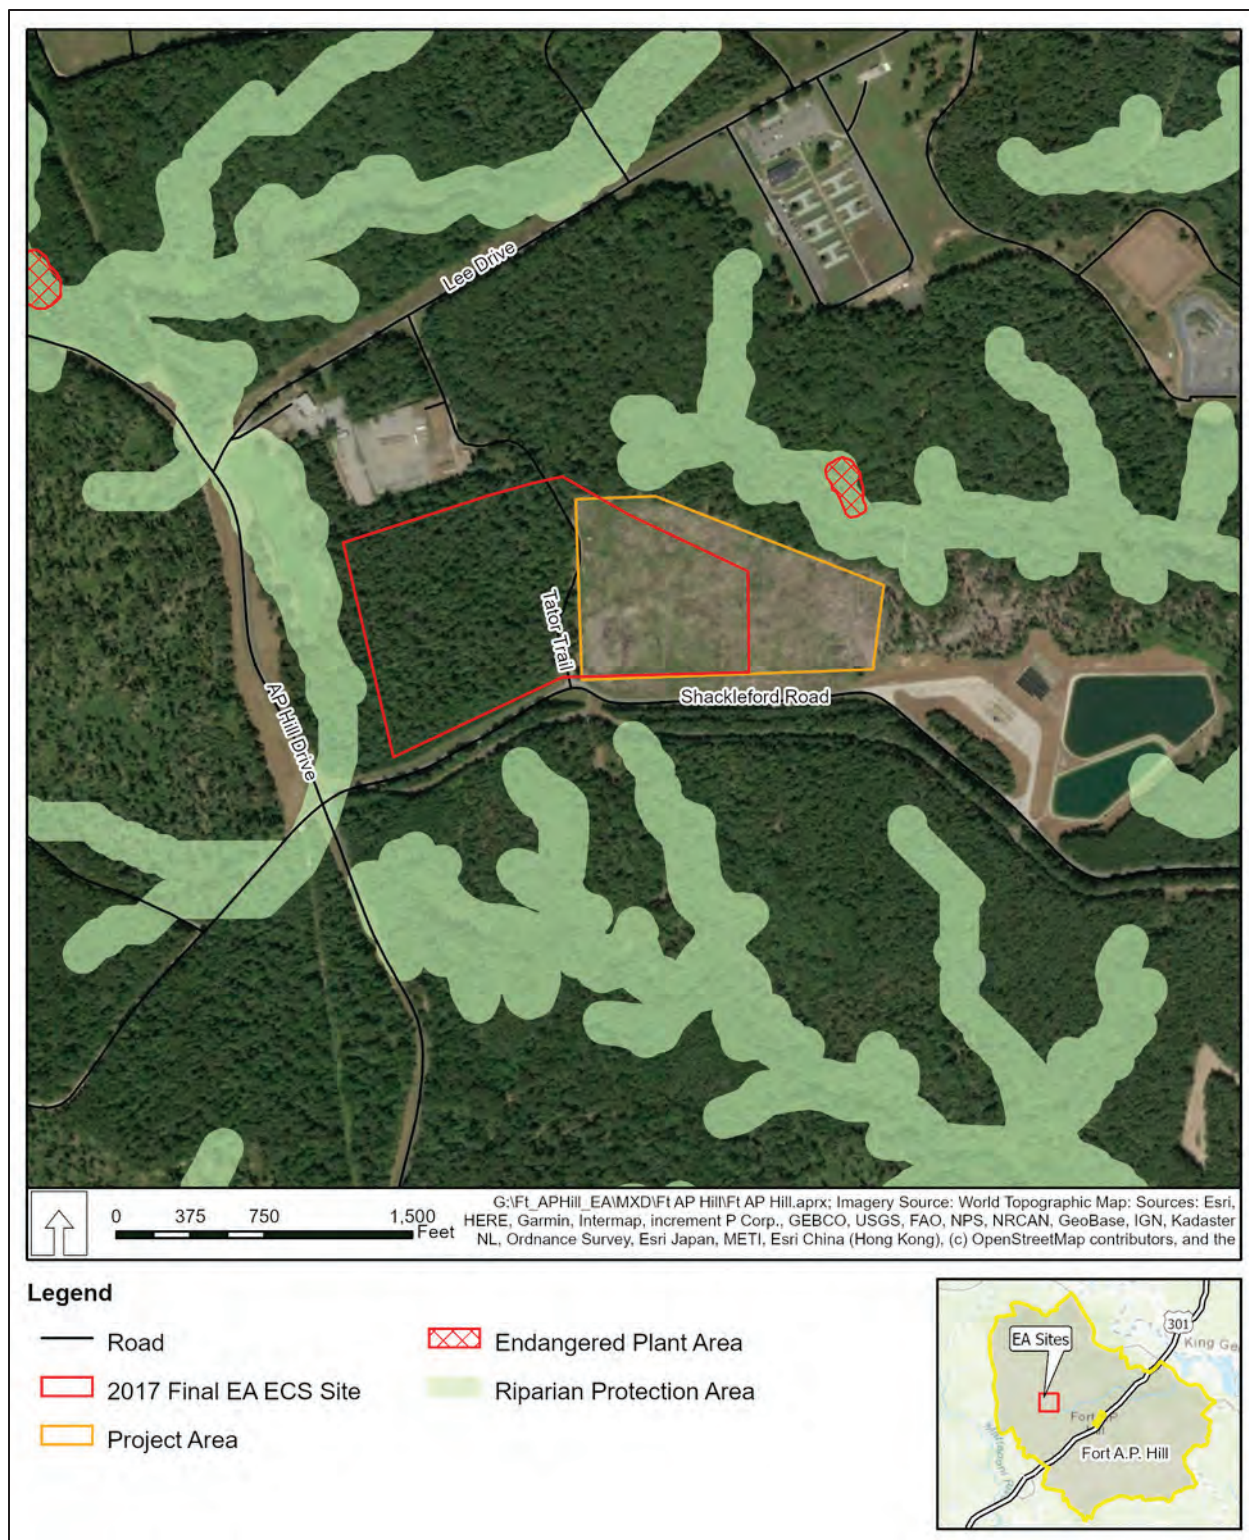 Lee Drive
Tator Trail
AP Hill Drive
Shackleford Road
0 375 750 1,500
Feet
G:\Ft_APHill_EA\MXD\Ft AP Hill\Ft AP Hill.aprx; Imagery Source: World Topographic Map: Sources: Esri,
HERE, Garmin, Intermap, increment P Corp., GEBCO, USGS, FAO, NPS, NRCAN, GeoBase, IGN, Kadaster
NL, Ordnance Survey, Esri Japan, METI, Esri China (Hong Kong), (c) OpenStreetMap contributors, and the
Legend
Road
2017 Final EA ECS Site
Project Area
Endangered Plant Area
Riparian Protection Area
301
EA Sites
King Ge
Fort A.P.
Hill
Fort A.P. Hill